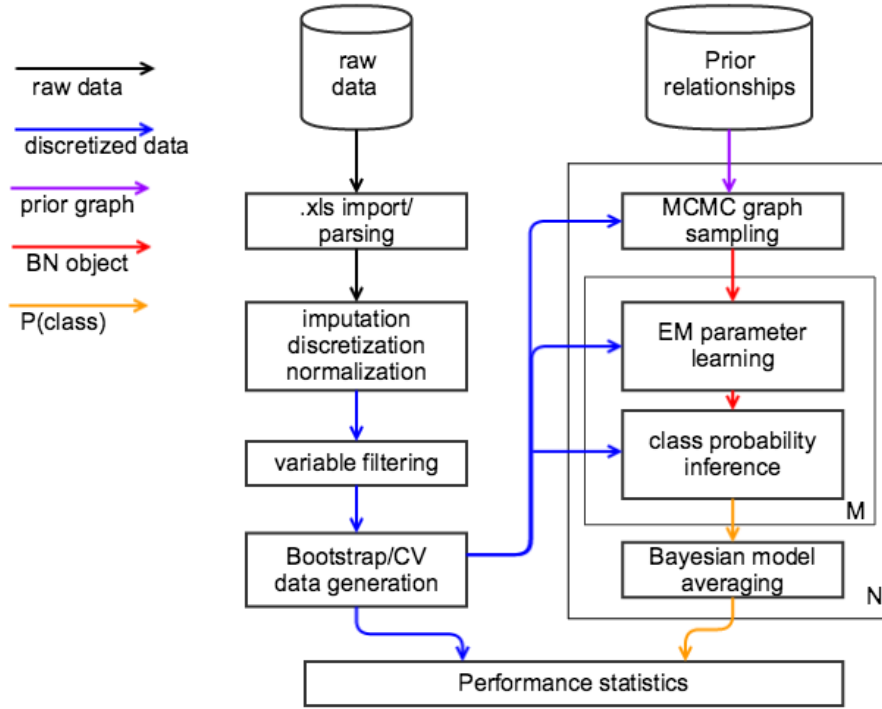 raw data
discretized data
prior graph
BN object
P(class)
raw
data
.xls import/
parsing
imputation
discretization
normalization
variable filtering
Bootstrap/CV
data generation
Prior
relationships
MCMC graph
sampling
EM parameter
learning
class probability
inference
M
Bayesian model
averaging
N
Performance statistics